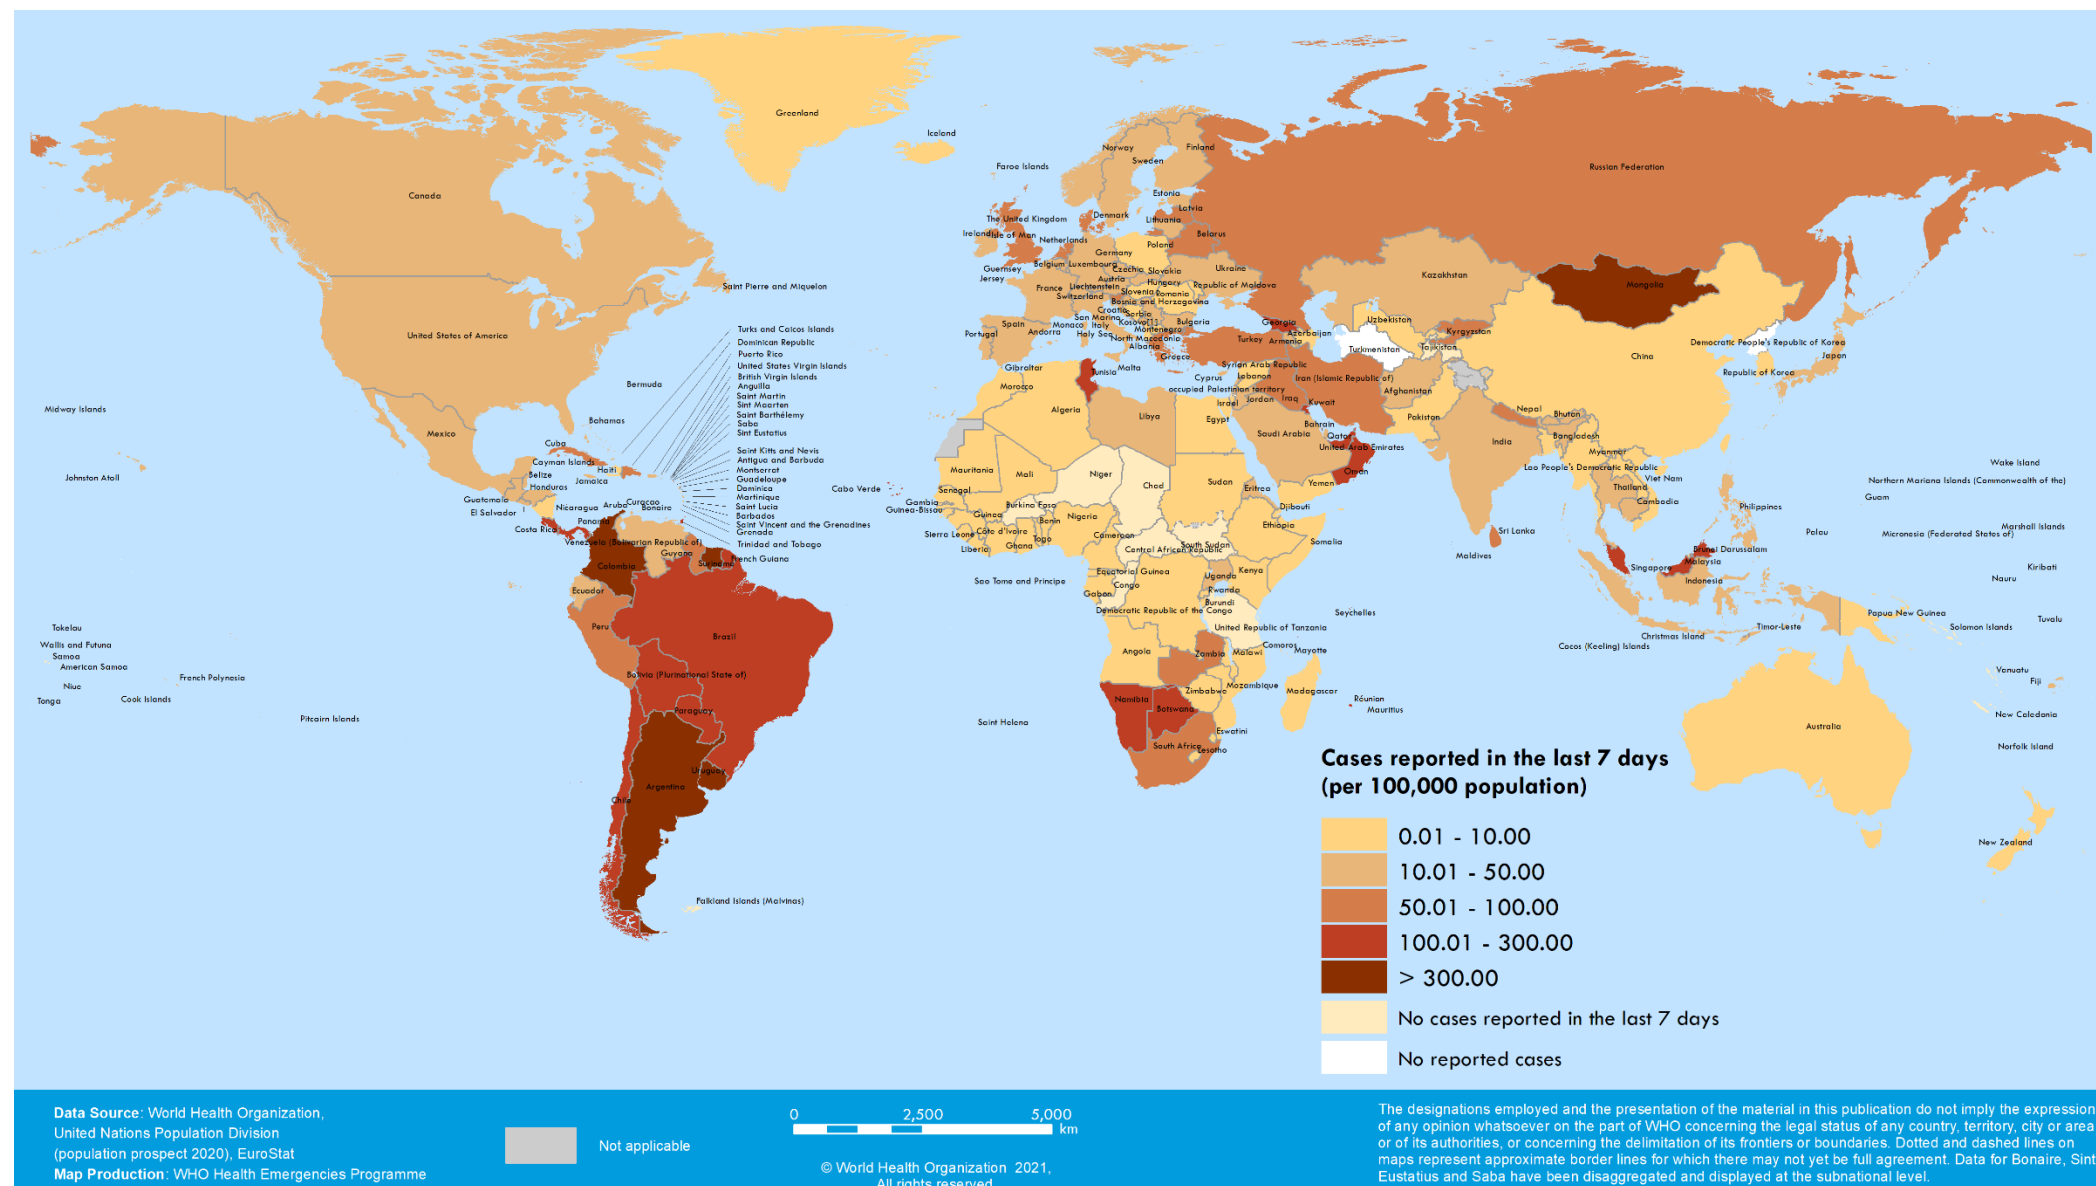 Greenland
Iceland
Faroe Islands
Norway
Finland
Sweden
Russian Federation
Canada
Estonia
Latvia
Denmark
Lithuania
The United Kingdom
Ireland
Isle of Man
Belarus
Netherlands
Poland
Germany
Belgium
Luxembourg
Guernsey
Czechia
Slovakia
Ukraine
Kazakhstan
Jersey
Austria
Hungary
Mongolia
Saint Pierre and Miquelon
France
Liechtenstein
Republic of Moldova
Slovenia
Romania
Switzerland
Bosnia and Herzegovina
Croatia
Serbia
San Marino
Spain
Monaco
Italy
Kosovo[1]
Bulgaria
Georgia
Uzbekistan
Turks and Caicos Islands
Portugal
Andorra
Holy See
Montenegro
Azerbaijan
Kyrgyzstan
United States of America
North Macedonia
Turkey
Armenia
Democratic People's Republic of Korea
Dominican Republic
Albania
Turkmenistan
Tajikistan
China
Japan
Puerto Rico
Greece
United States Virgin Islands
Gibraltar
Tunisia
Malta
Syrian Arab Republic
Republic of Korea
British Virgin Islands
Bermuda
Morocco
Cyprus
Lebanon
Iran (Islamic Republic of)
Anguilla
occupied Palestinian territory
Afghanistan
Saint Martin
Israel
Jordan
Iraq
Kuwait
Midway Islands
Sint Maarten
Algeria
Libya
Egypt
Pakistan
Nepal
Bhutan
Saint Barthélemy
Bahamas
Saba
Bahrain
Mexico
Sint Eustatius
Saudi Arabia
Qatar
India
Bangladesh
Cuba
United Arab Emirates
Saint Kitts and Nevis
Myanmar
Cayman Islands
Antigua and Barbuda
Haiti
Montserrat
Mauritania
Mali
Niger
Oman
Lao People's Democratic Republic
Wake Island
Johnston Atoll
Belize
Jamaica
Guadeloupe
Chad
Sudan
Yemen
Viet Nam
Northern Mariana Islands (Commonwealth of the)
Honduras
Dominica
Cabo Verde
Senegal
Eritrea
Thailand
Guam
Guatemala
Martinique
Gambia
Burkina Faso
Djibouti
Cambodia
Philippines
Nicaragua
Aruba
Curacao
Bonaire
Saint Lucia
Guinea-Bissau
El Salvador
Barbados
Guinea
Nigeria
Benin
Ethiopia
Panama
Saint Vincent and the Grenadines
Costa Rica
Grenada
Sierra Leone
Côte d'Ivoire
Togo
Cameroon
Sri Lanka
Palau
Marshall Islands
Micronesia (Federated States of)
Venezuela (Bolivarian Republic of)
Trinidad and Tobago
Liberia
Ghana
Central African Republic
South Sudan
Somalia
Maldives
Brunei Darussalam
Guyana
French Guiana
Suriname
Malaysia
Colombia
Singapore
Kiribati
Sao Tome and Principe
Equatorial Guinea
Congo
Uganda
Kenya
Indonesia
Nauru
Ecuador
Gabon
Rwanda
Burundi
Democratic Republic of the Congo
Seychelles
Papua New Guinea
Tokelau
Peru
Brazil
United Republic of Tanzania
Timor-Leste
Solomon Islands
Tuvalu
Christmas Island
Wallis and Futuna
Samoa
American Samoa
Angola
Zambia
Malawi
Comoros
Mayotte
Cocos (Keeling) Islands
French Polynesia
Bolivia (Plurinational State of)
Vanuatu
Fiji
Niue
Cook Islands
Tonga
Zimbabwe
Mozambique
Madagascar
Réunion
Mauritius
Namibia
Botswana
Paraguay
Pitcairn Islands
Saint Helena
New Caledonia
Australia
Eswatini
South Africa
Lesotho
Norfolk Island
Uruguay
Argentina
Chile
New Zealand
Falkland Islands (Malvinas)
Cases reported in the last 7 days
(per 100,000 population)
0.01 - 10.00
10.01 - 50.00
50.01 - 100.00
100.01 - 300.00
> 300.00
No cases reported in the last 7 days
No reported cases
Data Source: World Health Organization,
United Nations Population Division
(population prospect 2020), EuroStat
Map Production: WHO Health Emergencies Programme
Not applicable
0 2,500 5,000
km
© World Health Organization 2021,
All rights reserved
The designations employed and the presentation of the material in this publication do not imply the expression
of any opinion whatsoever on the part of WHO concerning the legal status of any country, territory, city or area
or of its authorities, or concerning the delimitation of its frontiers or boundaries. Dotted and dashed lines on
maps represent approximate border lines for which there may not yet be full agreement. Data for Bonaire, Sint
Eustatius and Saba have been disaggregated and displayed at the subnational level.